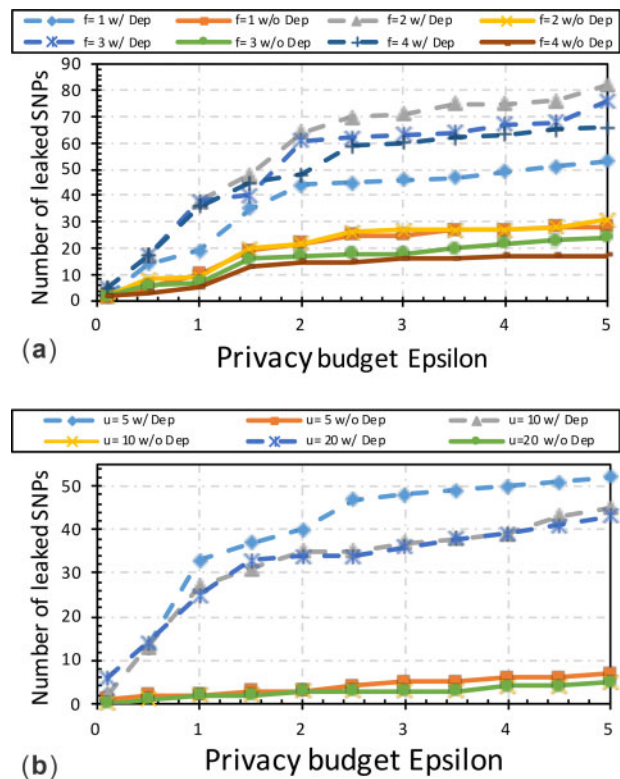 f= 1 w/ Dep f=1 w/o Dep f=2 w/ Dep f=2 w/o Dep
f= 3 w/ Dep f= 3 w/o Dep f=4 w/ Dep f=4 w/o Dep
Number of leaked SNPs
90
80
70
60
50
40
30
20
10
0
0 1 2 3 4 5
(a) Privacy budget Epsilon
u= 5 w/ Dep u= 5 w/o Dep u= 10 w/ Dep
u= 10 w/o Dep u= 20 w/ Dep u=20 w/o Dep
Number of leaked SNPs
50
40
30
20
10
0
0 1 2 3 4 5
(b) Privacy budget Epsilon